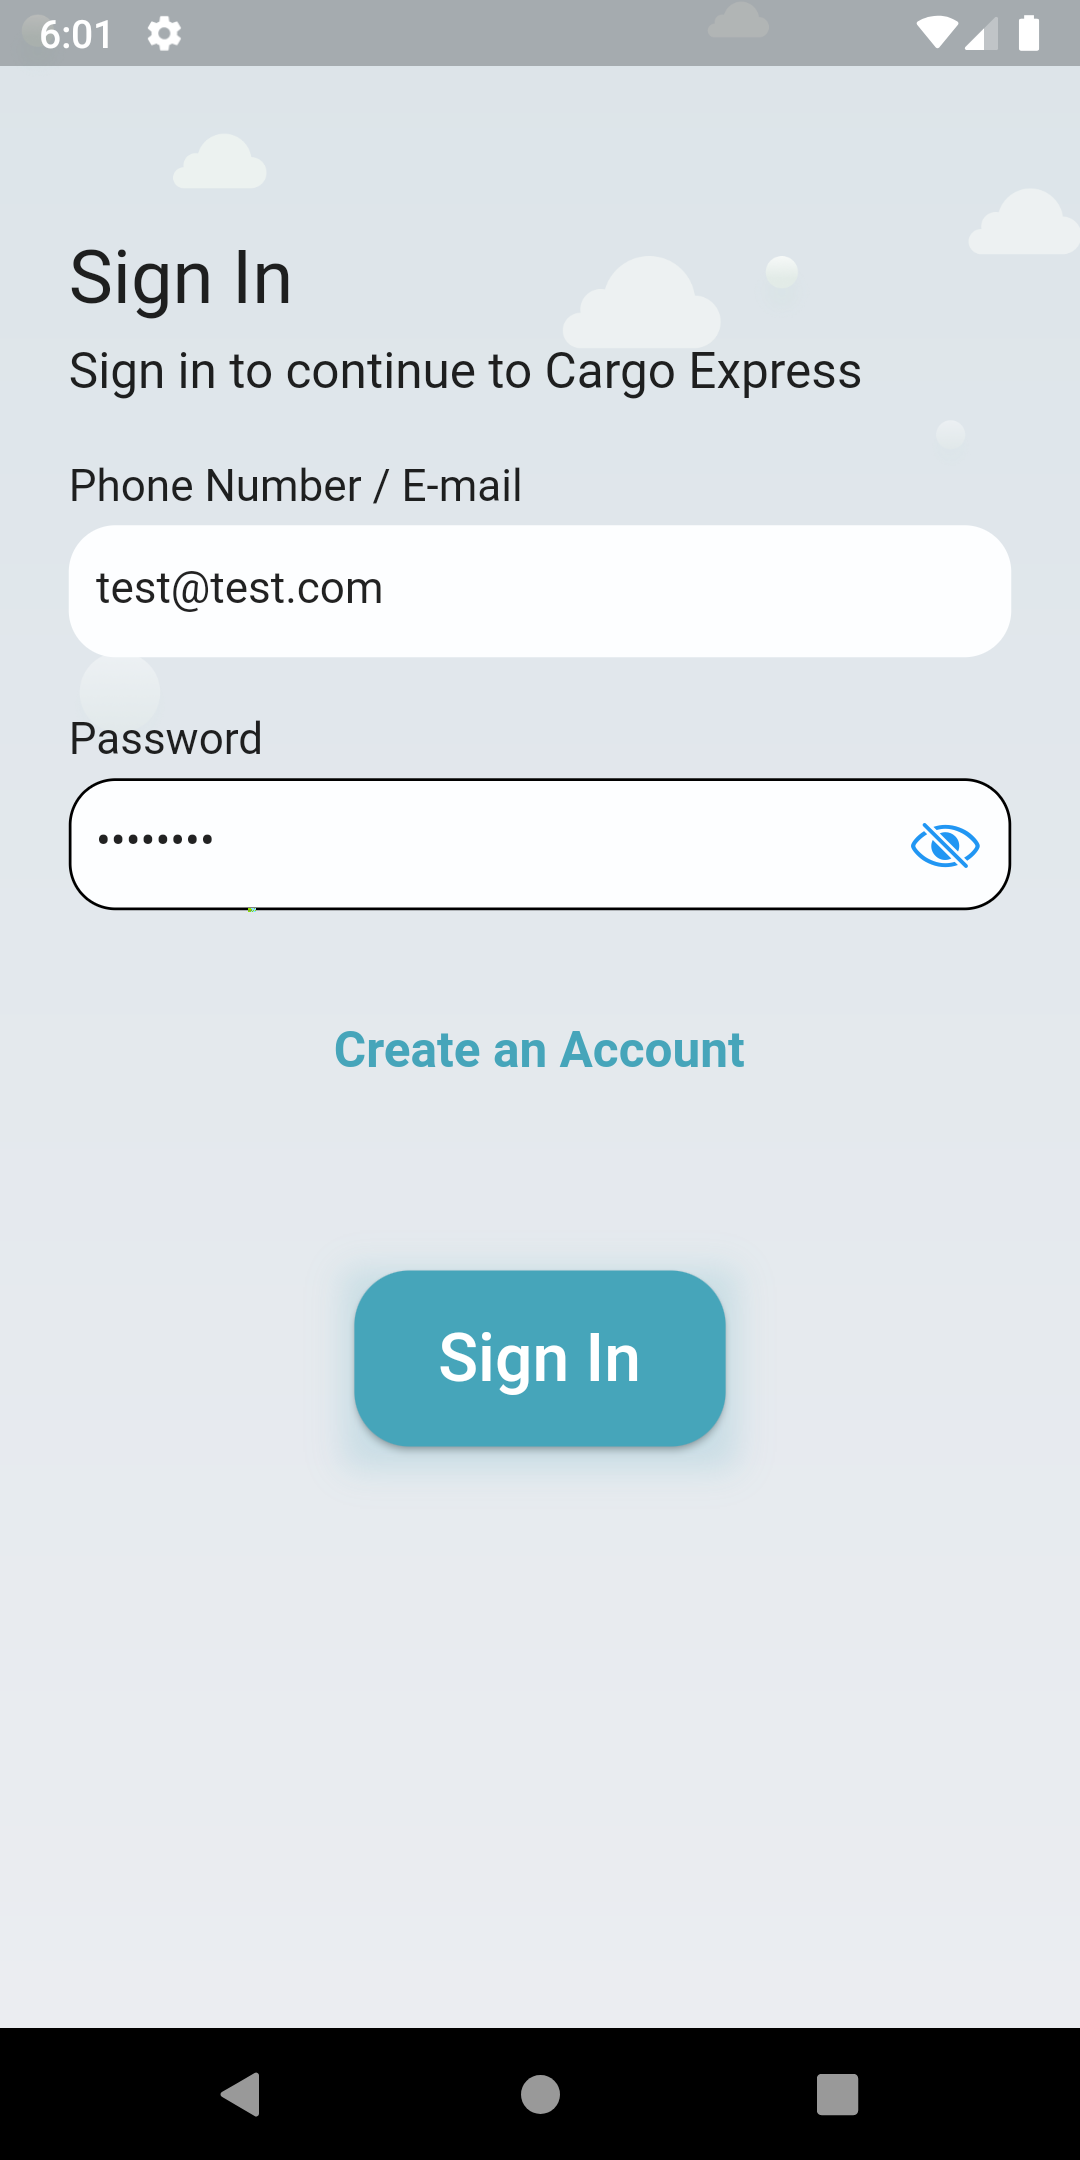 6:01
Sign In
Sign in to continue to Cargo Express
Phone Number / E-mail
test@test.com
Password
••••••••
Create an Account
Sign In